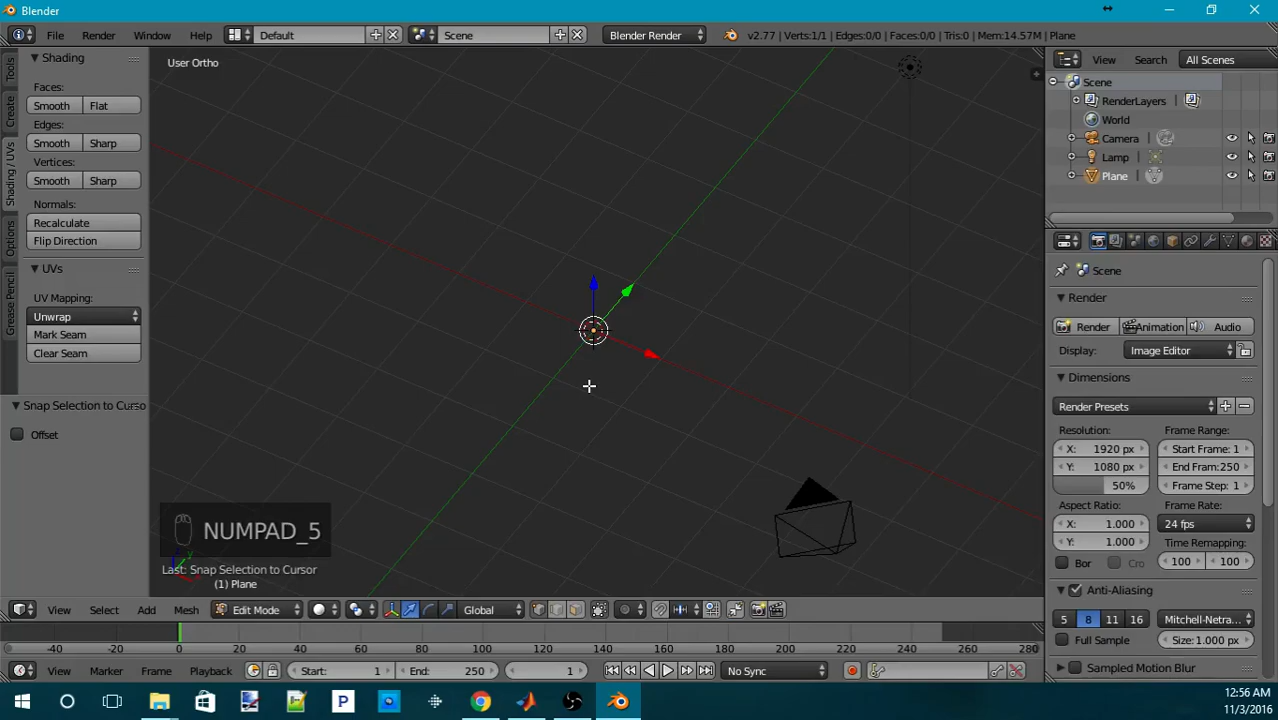 Blender
File Render Window Help Default Scene Blender Render v2.77 | Verts:1/1 | Edges:0/0 | Faces:0/0 | Tris:0 | Mem:14.57M | Plane
Shading
Faces:
Smooth Flat
Edges:
Smooth Sharp
Vertices:
Smooth Sharp
Normals:
Recalculate
Flip Direction
UVs
UV Mapping:
Unwrap
Mark Seam
Clear Seam
Tools
Create
Shading / UVs
Options
Grease Pencil
Snap Selection to Curso
Offset
User Ortho
NUMPAD_5
Last: Snap Selection to Cursor
(1) Plane
View Search All Scenes
Scene
RenderLayers
World
Camera
Lamp
Plane
Scene
Render
Render Animation Audio
Display: Image Editor
Dimensions
Render Presets
Resolution: Frame Range:
X: 1920 px Start Frame: 1
Y: 1080 px End Fram:250
50% Frame Step: 1
Aspect Ratio: Frame Rate:
X: 1.000 24 fps
Y: 1.000 Time Remapping:
Bor Cro 100 100
Anti-Aliasing
5 8 11 16 Mitchell-Netra...
Full Sample Size:1.000 px
Sampled Motion Blur
View Select Add Mesh Edit Mode Global
-40 -20 0 20 40 60 80 100 120 140 160 180 200 220 240 260 280
View Marker Frame Playback Start: 1 End: 250 1 No Sync
12:56 AM
11/3/2016